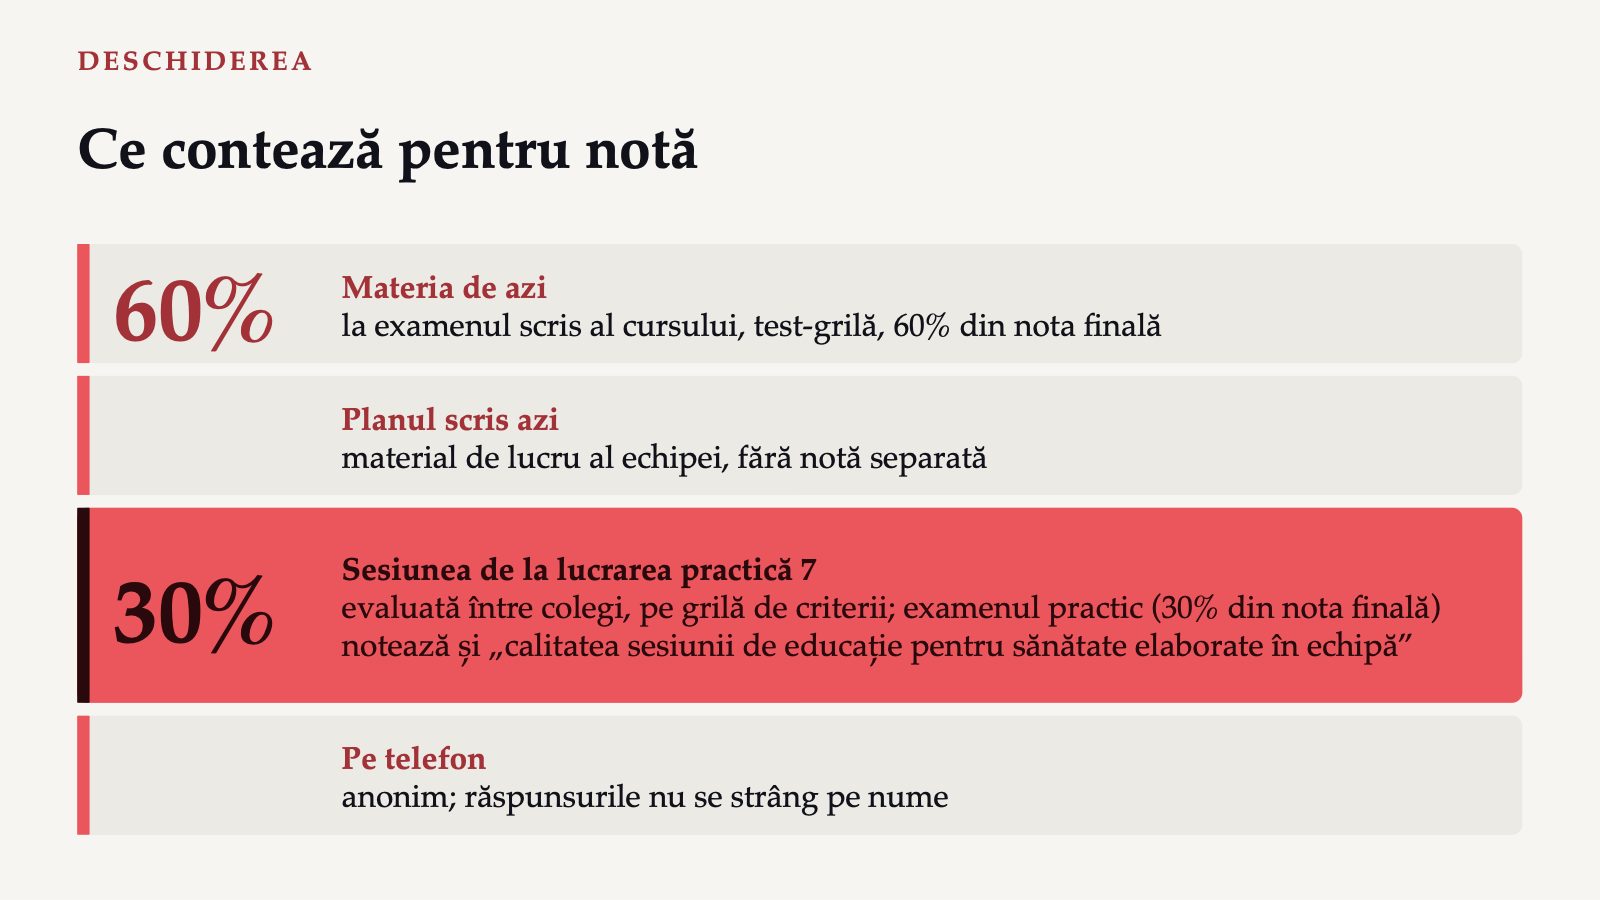 DESCHIDEREA
Ce contează pentru notă
60%
Materia de azi
la examenul scris al cursului, test-grilă, 60% din nota finală
Planul scris azi
material de lucru al echipei, fără notă separată
30%
Sesiunea de la lucrarea practică 7
evaluată între colegi, pe grilă de criterii; examenul practic (30% din nota finală)
notează și „calitatea sesiunii de educație pentru sănătate elaborate în echipă”
Pe telefon
anonim; răspunsurile nu se strâng pe nume